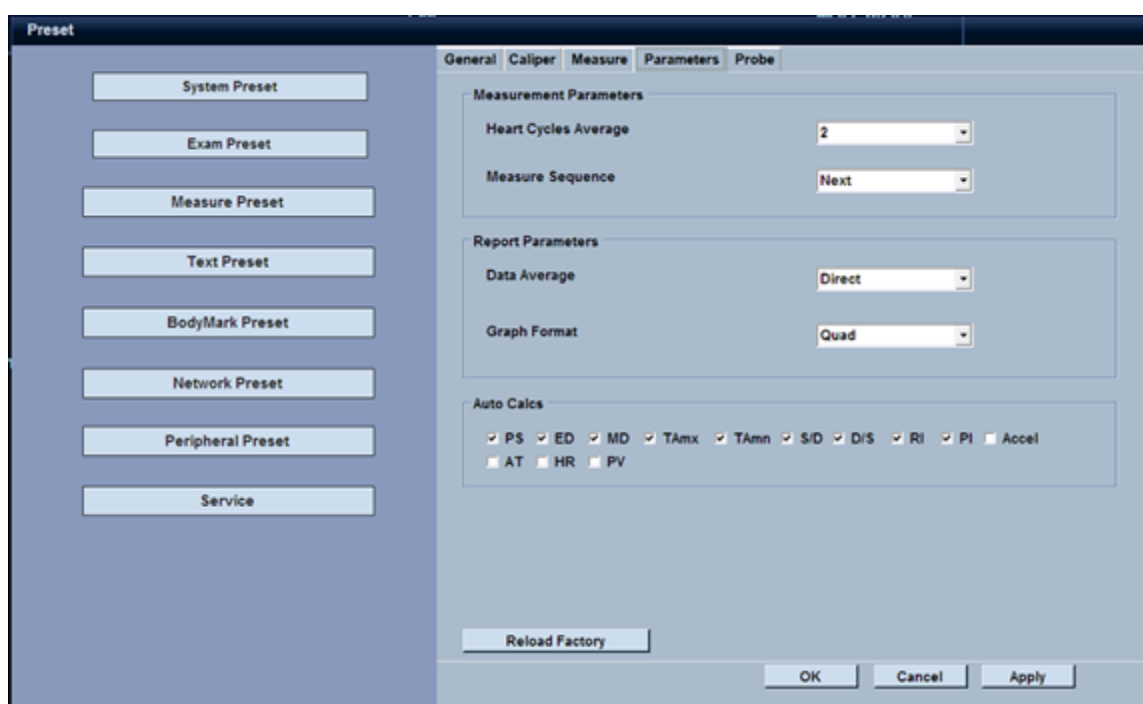 Preset
System Preset
Exam Preset
Measure Preset
Text Preset
BodyMark Preset
Network Preset
Peripheral Preset
Service
General Caliper Measure Parameters Probe
Measurement Parameters
Heart Cycles Average 2
Measure Sequence Next
Report Parameters
Data Average Direct
Graph Format Quad
Auto Calcs
PS ED MD TAmx TAmn S/D D/S RI PI Accel
AT HR PV
Reload Factory
OK Cancel Apply